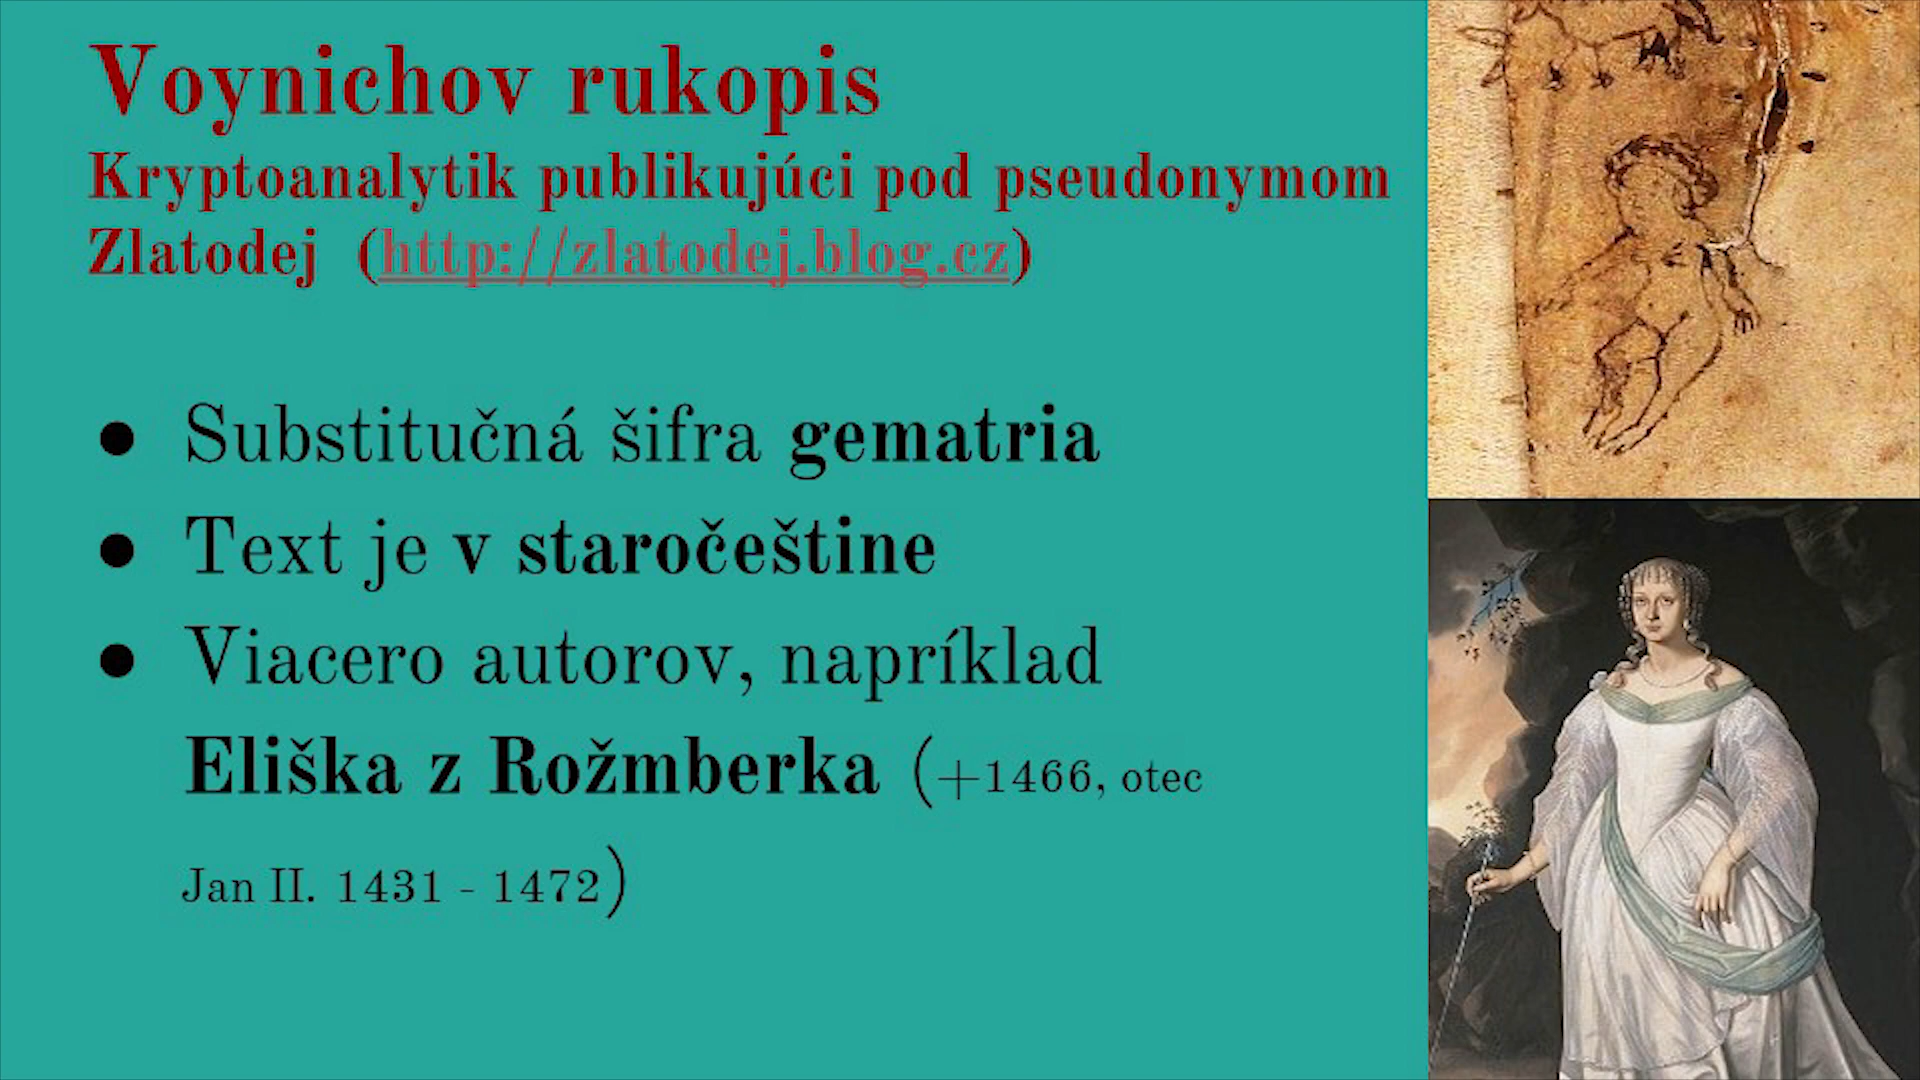 Voynichov rukopis
Kryptoanalytik publikujúci pod pseudonymom
Zlatodej (http://zlatodej.blog.cz)
● Substitučná šifra gematria
● Text je v staročeštine
● Viacero autorov, napríklad
Eliška z Rožmberka (+1466, otec
Jan II. 1431 - 1472)